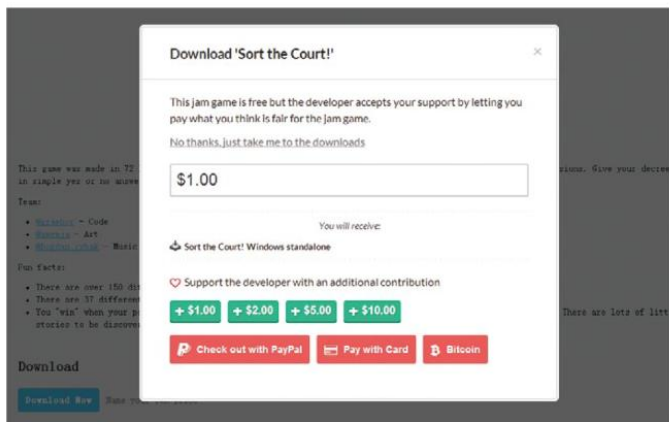 Download 'Sort the Court!'
×
This jam game is free but the developer accepts your support by letting you
pay what you think is fair for the jam game.
No thanks, just take me to the downloads
$1.00
You will receive:
Sort the Court! Windows standalone
Support the developer with an additional contribution
+ $1.00 + $2.00 + $5.00 + $10.00
Check out with PayPal Pay with Card Bitcoin
This game was made in 72
sions. Give your decree
in simple yes or no answe
Team:
- Code
- Art
- Music
Fun Facts:
There are over 150 di
There are 37 different
You "win" when your p
There are lots of litt
stories to be discover
Download
Download Now